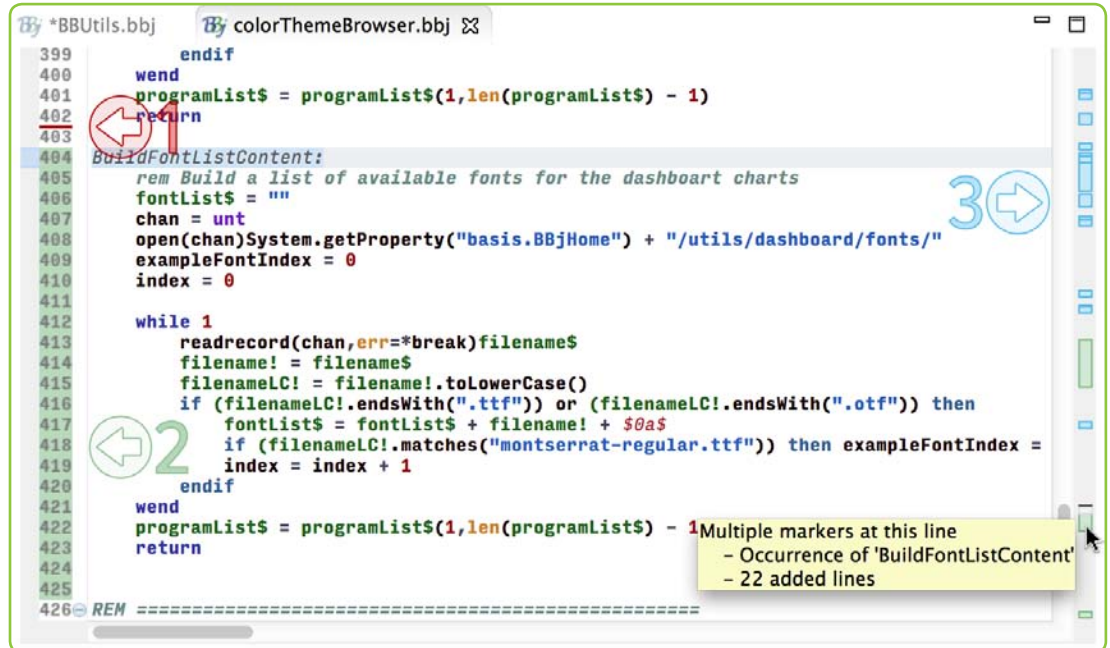 BBj *BBUtils.bbj BBj colorThemeBrowser.bbj
399 endif
400 wend
401 programList$ = programList$(1,len(programList$) - 1)
402 return
1
403
404 BuildFontListContent:
405 rem Build a list of available fonts for the dashboart charts
406 fontList$ = ""
3
407 chan = unt
408 open(chan)System.getProperty("basis.BBjHome") + "/utils/dashboard/fonts/"
409 exampleFontIndex = 0
410 index = 0
411
412 while 1
413 readrecord(chan,err=*break)filename$
414 filename! = filename$
415 filenameLC! = filename!.toLowerCase()
416 if (filenameLC!.endsWith(".ttf")) or (filenameLC!.endsWith(".otf")) then
417 fontList$ = fontList$ + filename! + $0a$
2
418 if (filenameLC!.matches("montserrat-regular.ttf")) then exampleFontIndex =
419 index = index + 1
420 endif
421 wend
422 programList$ = programList$(1,len(programList$) - 1
Multiple markers at this line
423 return
- Occurrence of 'BuildFontListContent'
424
- 22 added lines
425
426 REM =====================================================